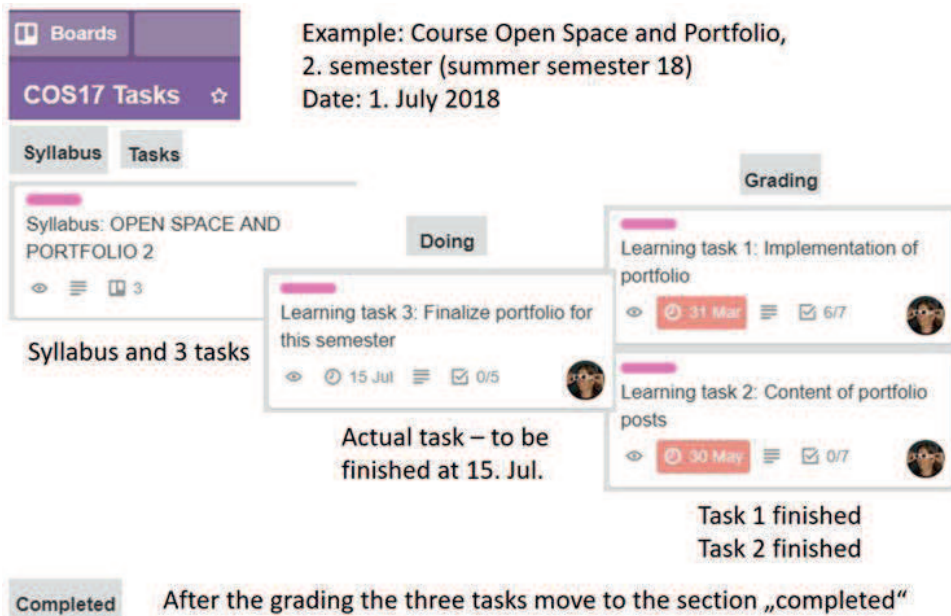 Boards
COS17 Tasks
Example: Course Open Space and Portfolio,
2. semester (summer semester 18)
Date: 1. July 2018
Syllabus
Tasks
Syllabus: OPEN SPACE AND
PORTFOLIO 2
3
Syllabus and 3 tasks
Doing
Learning task 3: Finalize portfolio for
this semester
15 Jul
0/5
Actual task – to be
finished at 15. Jul.
Grading
Learning task 1: Implementation of
portfolio
31 Mar
6/7
Learning task 2: Content of portfolio
posts
30 May
0/7
Task 1 finished
Task 2 finished
Completed
After the grading the three tasks move to the section „completed“